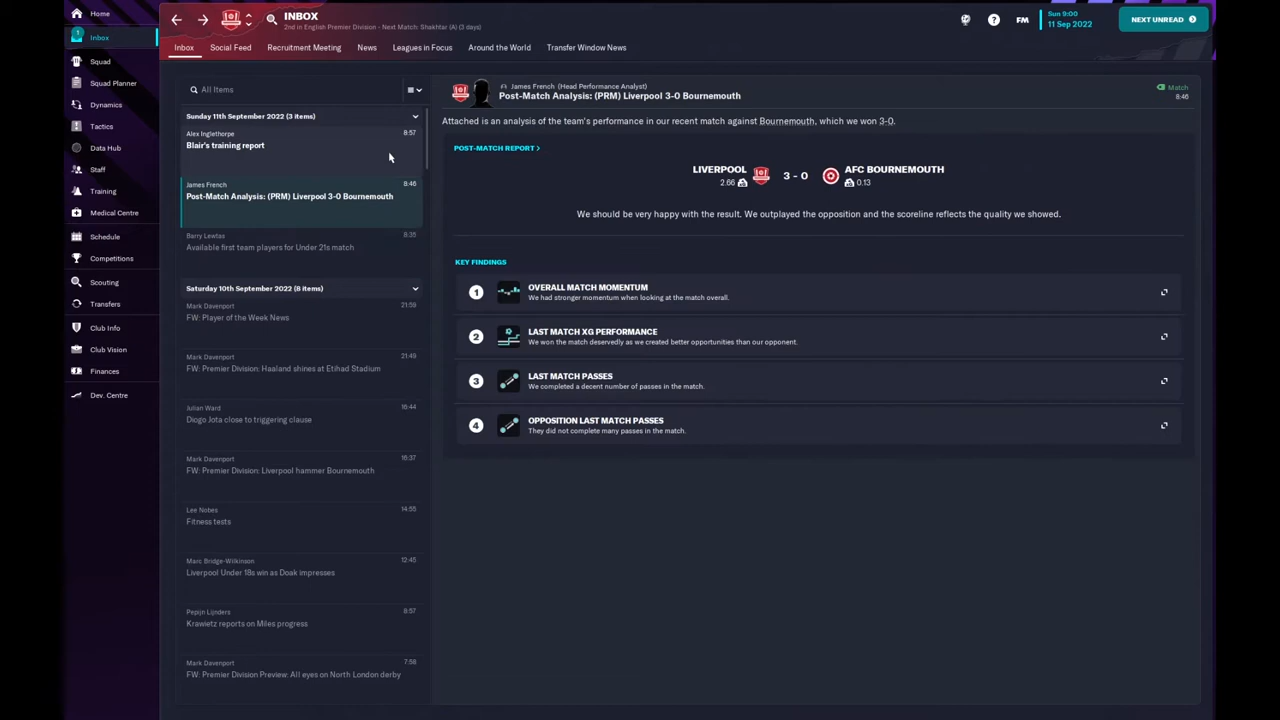 Home
1
Inbox
Squad
Squad Planner
Dynamics
Tactics
Data Hub
Staff
Training
Medical Centre
Schedule
Competitions
Scouting
Transfers
Club Info
Club Vision
Finances
Dev. Centre
INBOX
2nd in English Premier Division - Next Match: Shakhtar (A) (3 days)
?
FM
Sun 9:00
11 Sep 2022
NEXT UNREAD
Inbox
Social Feed
Recruitment Meeting
News
Leagues in Focus
Around the World
Transfer Window News
All Items
Sunday 11th September 2022 (3 items)
Alex Inglethorpe 8:57
Blair's training report
James French 8:46
Post-Match Analysis: (PRM) Liverpool 3-0 Bournemouth
Barry Lewtas 8:35
Available first team players for Under 21s match
Saturday 10th September 2022 (8 items)
Mark Davenport 21:59
FW: Player of the Week News
Mark Davenport 21:49
FW: Premier Division: Haaland shines at Etihad Stadium
Julian Ward 16:44
Diogo Jota close to triggering clause
Mark Davenport 16:37
FW: Premier Division: Liverpool hammer Bournemouth
Lee Nobes 14:55
Fitness tests
Marc Bridge-Wilkinson 12:45
Liverpool Under 18s win as Doak impresses
Pepijn Lijnders 8:57
Krawietz reports on Miles progress
Mark Davenport 7:58
FW: Premier Division Preview: All eyes on North London derby
James French (Head Performance Analyst)
Post-Match Analysis: (PRM) Liverpool 3-0 Bournemouth
Match
8:46
Attached is an analysis of the team's performance in our recent match against Bournemouth, which we won 3-0.
POST-MATCH REPORT >
LIVERPOOL 3 - 0 AFC BOURNEMOUTH
2.66 0.13
We should be very happy with the result. We outplayed the opposition and the scoreline reflects the quality we showed.
KEY FINDINGS
1 OVERALL MATCH MOMENTUM
We had stronger momentum when looking at the match overall.
2 LAST MATCH XG PERFORMANCE
We won the match deservedly as we created better opportunities than our opponent.
3 LAST MATCH PASSES
We completed a decent number of passes in the match.
4 OPPOSITION LAST MATCH PASSES
They did not complete many passes in the match.